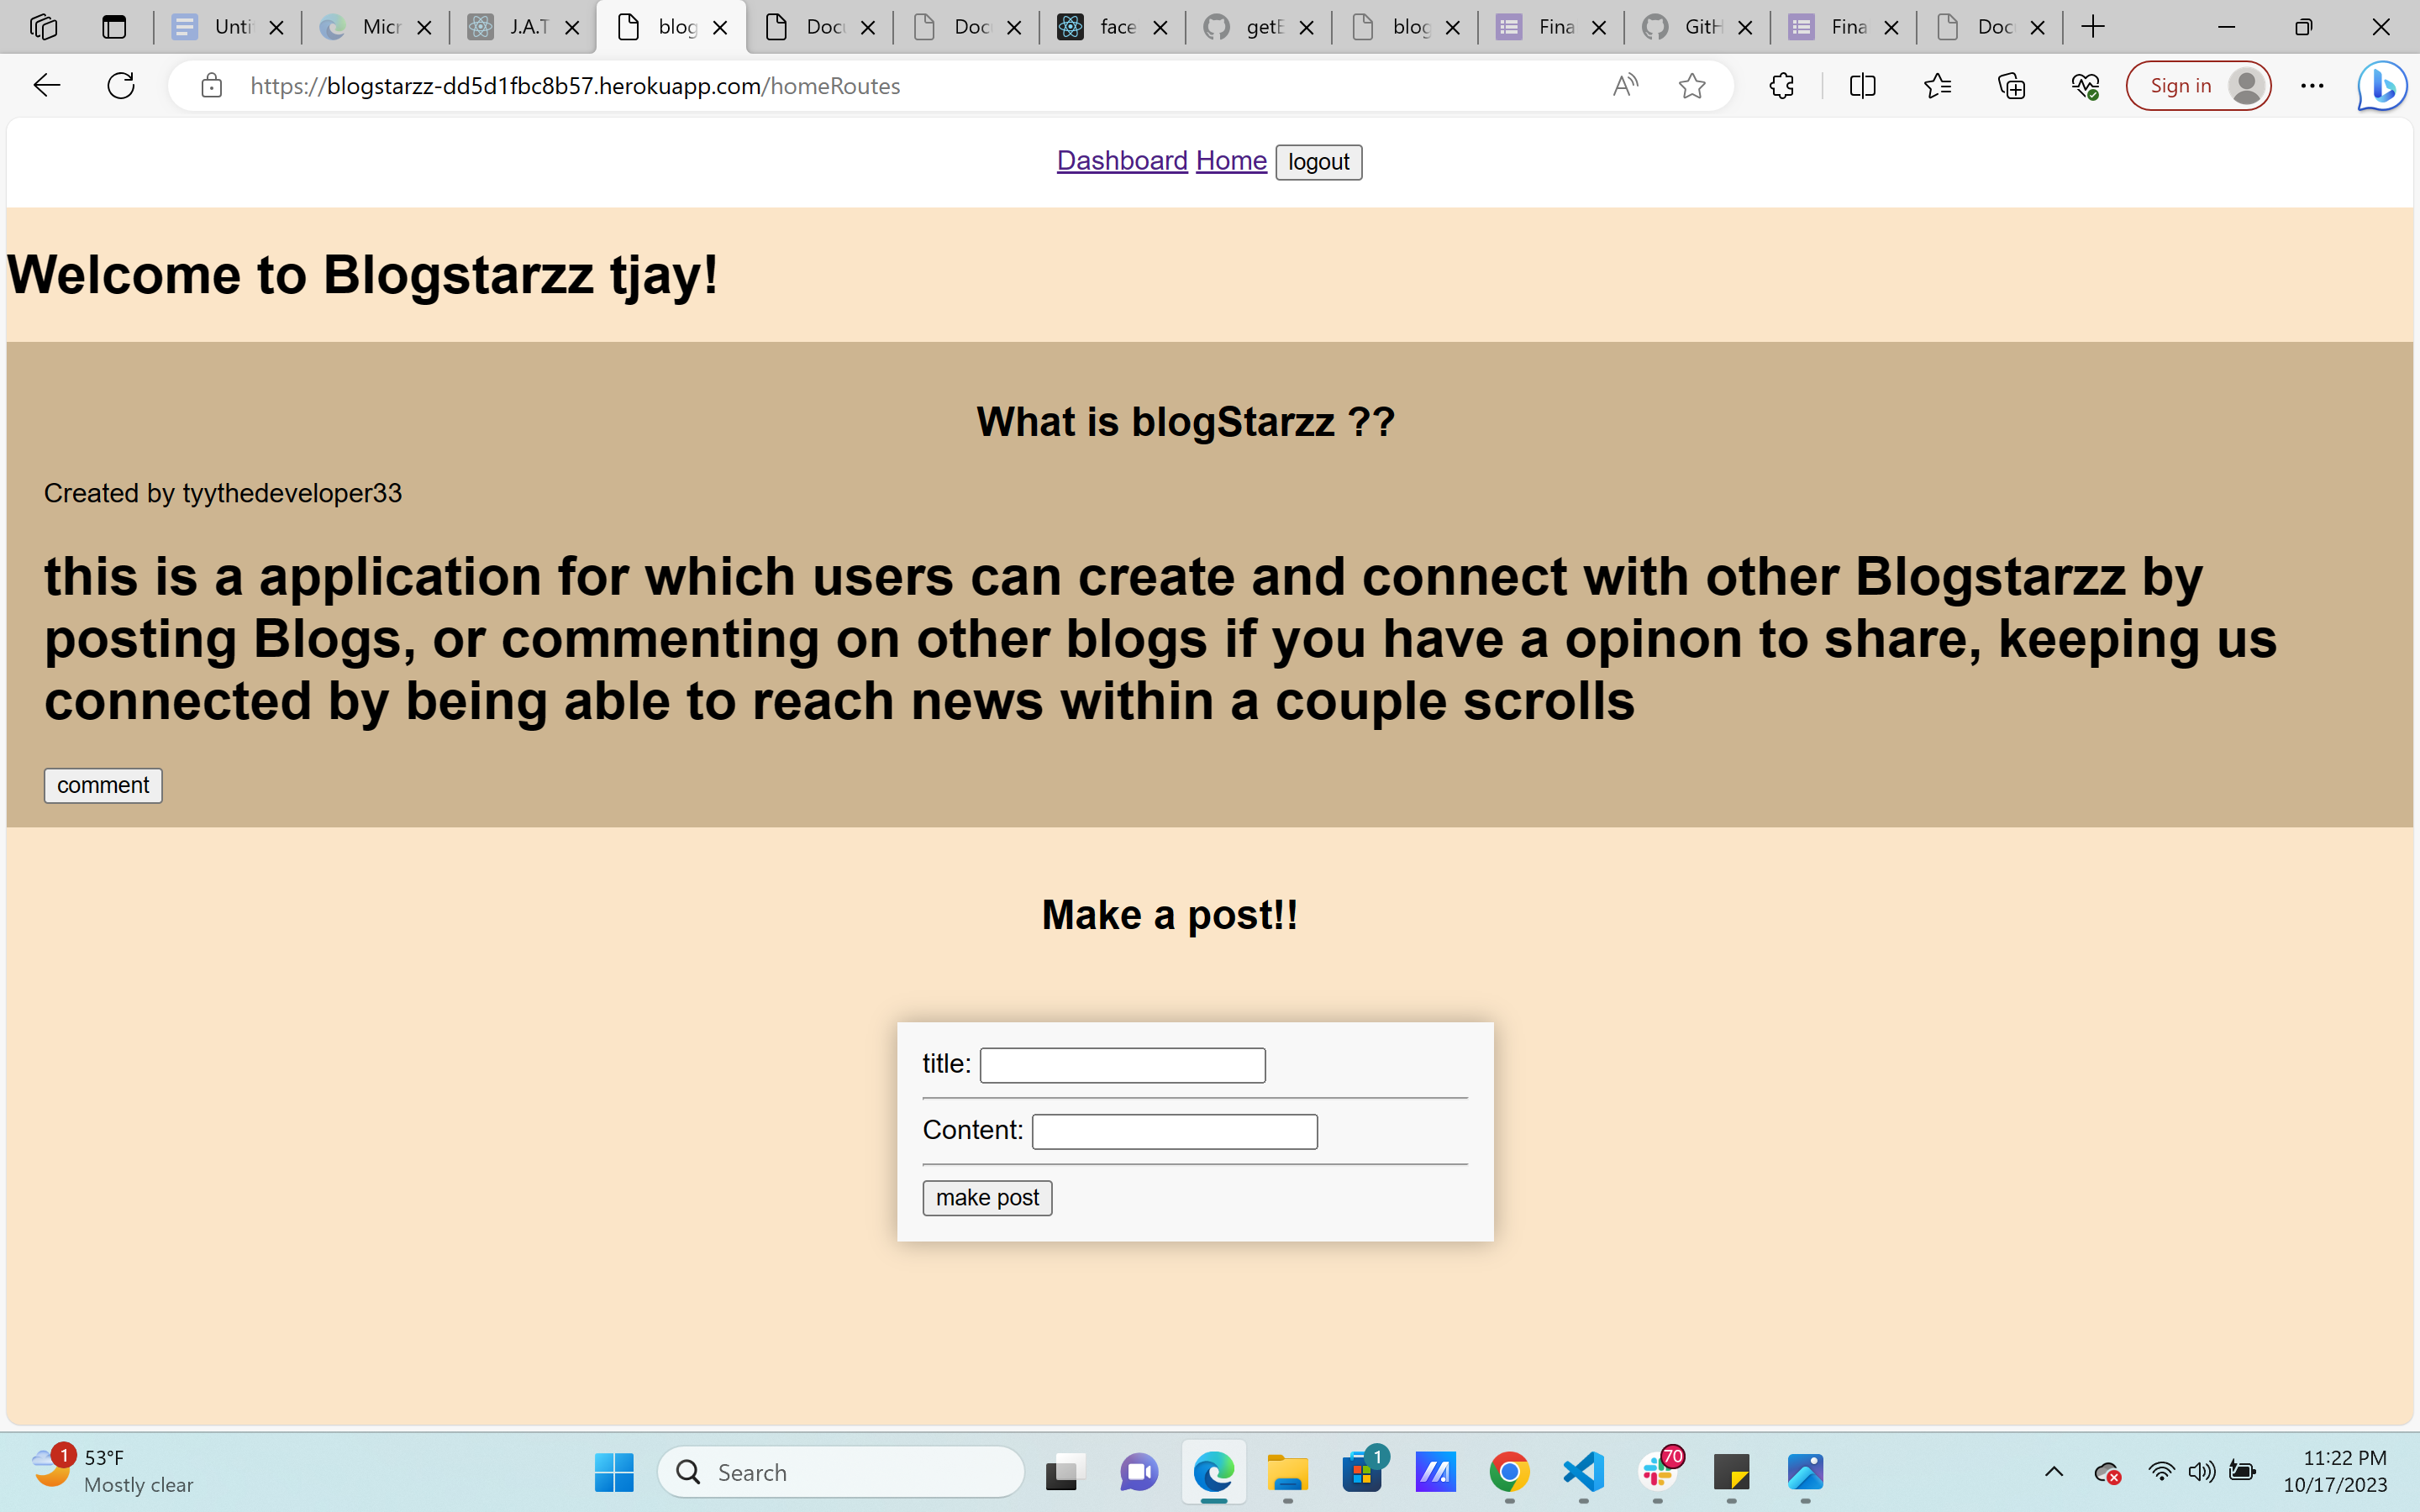 Unti Micr J.A.T blog Docu Doc face getE blog Fina GitH Fina Doc
https://blogstarzz-dd5d1fbc8b57.herokuapp.com/homeRoutes Sign in
Dashboard Home logout
Welcome to Blogstarzz tjay!
What is blogStarzz ??
Created by tyythedeveloper33
this is a application for which users can create and connect with other Blogstarzz by
posting Blogs, or commenting on other blogs if you have a opinon to share, keeping us
connected by being able to reach news within a couple scrolls
comment
Make a post!!
title:
Content:
make post
1 53°F
Mostly clear
Search
1
70
11:22 PM
10/17/2023